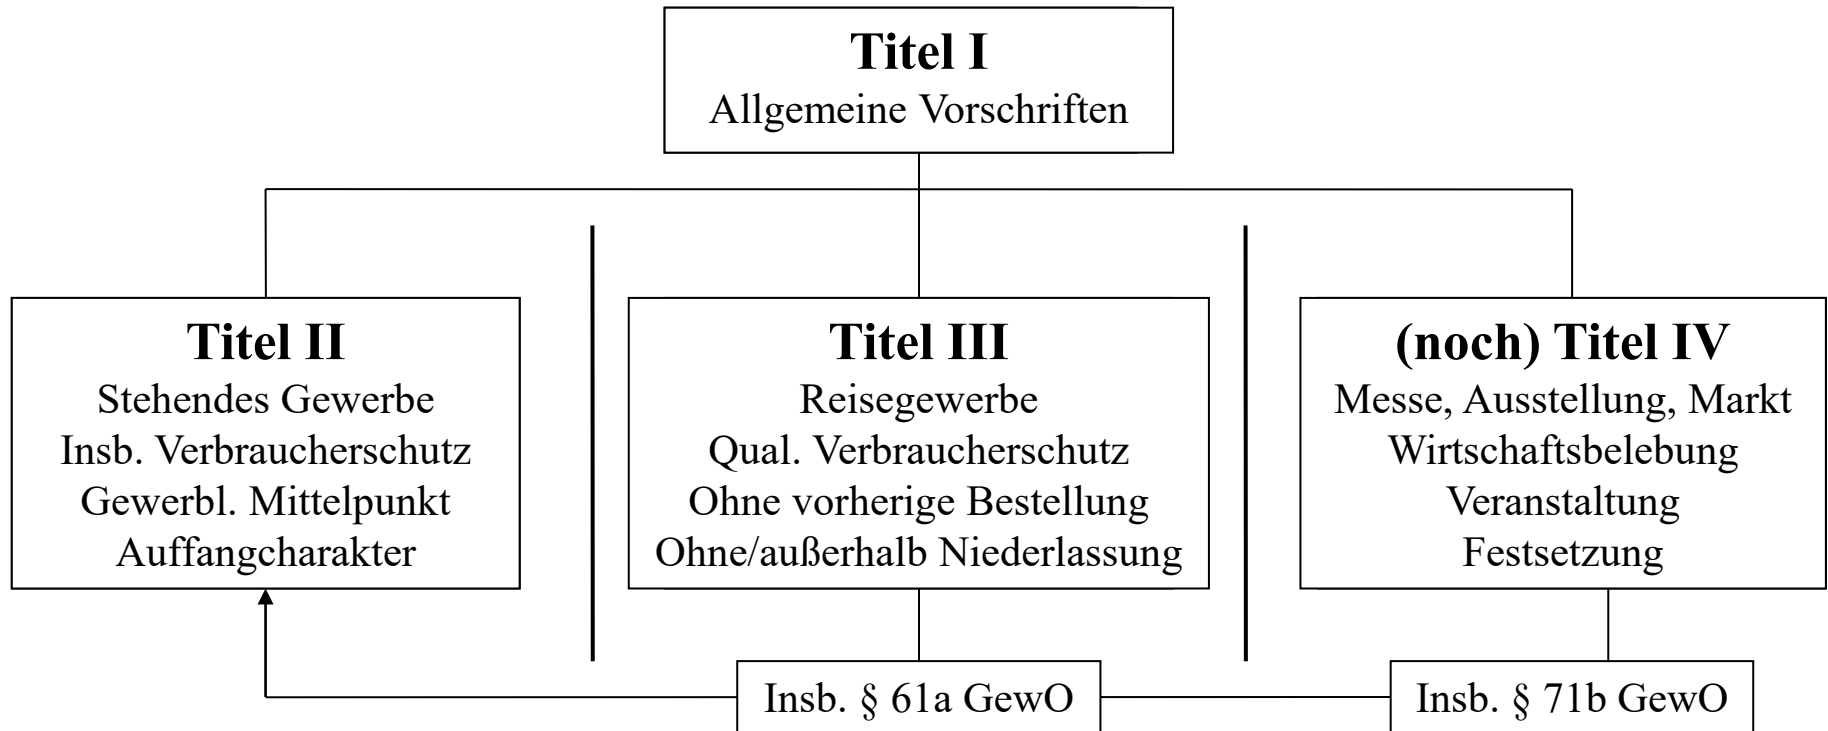 Titel I
Allgemeine Vorschriften
Titel II
Stehendes Gewerbe
Insb. Verbraucherschutz
Gewerbl. Mittelpunkt
Auffangcharakter
Titel III
Reisegewerbe
Qual. Verbraucherschutz
Ohne vorherige Bestellung
Ohne/außerhalb Niederlassung
(noch) Titel IV
Messe, Ausstellung, Markt
Wirtschaftsbelebung
Veranstaltung
Festsetzung
Insb. § 61a GewO
Insb. § 71b GewO